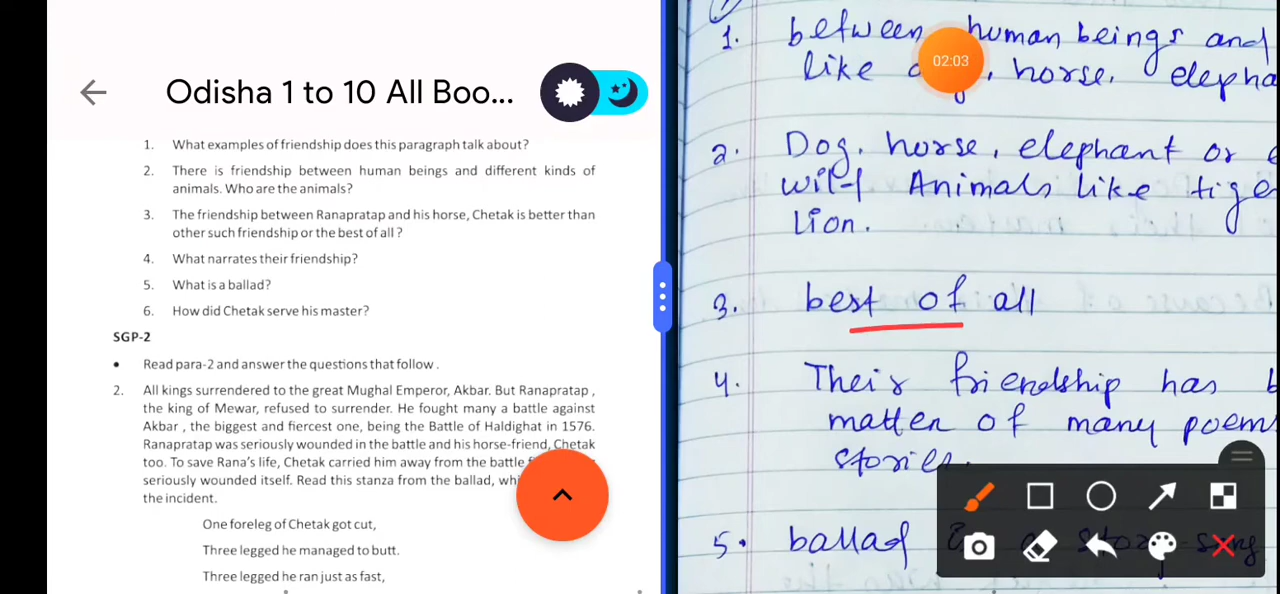 Odisha 1 to 10 All Boo...
1. What examples of friendship does this paragraph talk about?
2. There is friendship between human beings and different kinds of
animals. Who are the animals?
3. The friendship between Ranapratap and his horse, Chetak is better than
other such friendship or the best of all ?
4. What narrates their friendship?
5. What is a ballad?
6. How did Chetak serve his master?
SGP-2
• Read para-2 and answer the questions that follow .
2. All kings surrendered to the great Mughal Emperor, Akbar. But Ranapratap ,
the king of Mewar, refused to surrender. He fought many a battle against
Akbar , the biggest and fiercest one, being the Battle of Haldighat in 1576.
Ranapratap was seriously wounded in the battle and his horse-friend, Chetak
too. To save Rana's life, Chetak carried him away from the battle
seriously wounded itself. Read this stanza from the ballad,
the incident.
One foreleg of Chetak got cut,
Three legged he managed to butt.
Three legged he ran just as fast,
02:03
1. between human beings and
like , horse, elepha
2. Dog, horse, elephant or
Animals like tige
Lion.
3. best of all
4. Their friendship has
matter of many poem
stories.
5. ballad